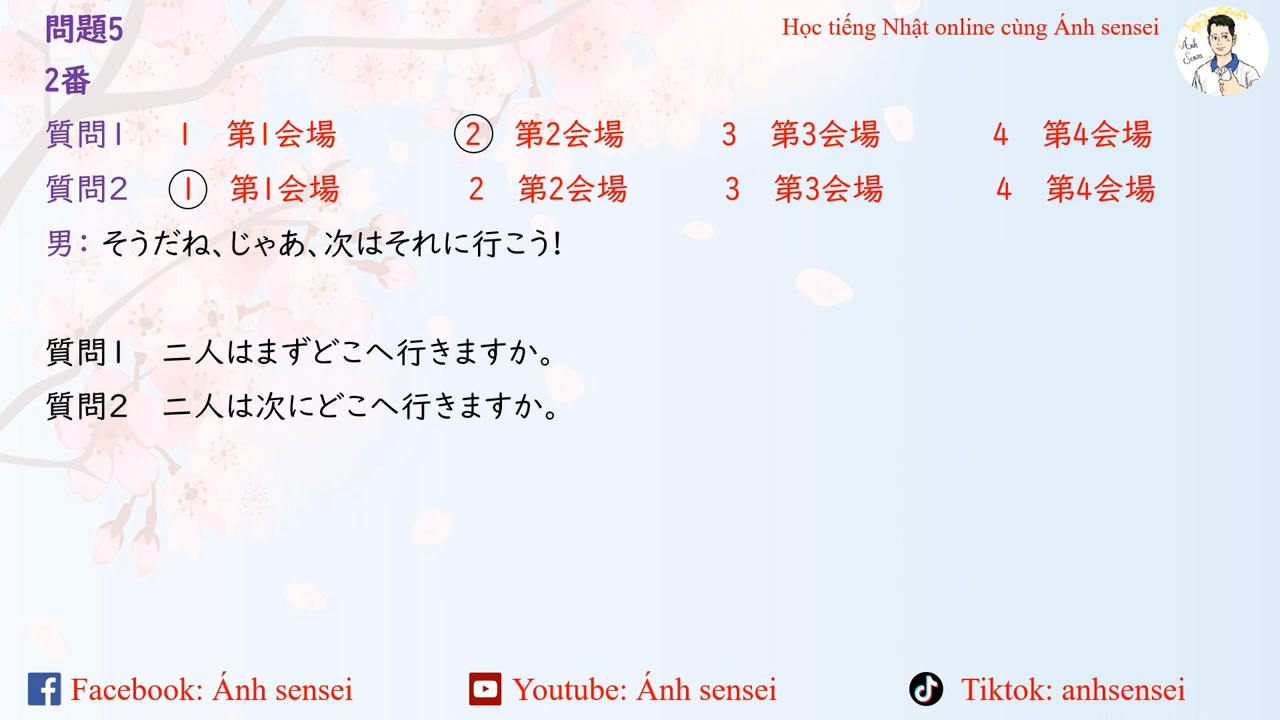 問題5
Học tiếng Nhật online cùng Ánh sensei
Ánh Sensei
2番
質問1 1 第1会場 2 第2会場 3 第3会場 4 第4会場
質問2 1 第1会場 2 第2会場 3 第3会場 4 第4会場
男: そうだね、じゃあ、次はそれに行こう!
質問1 二人はまずどこへ行きますか。
質問2 二人は次にどこへ行きますか。
Facebook: Ánh sensei Youtube: Ánh sensei Tiktok: anhsensei